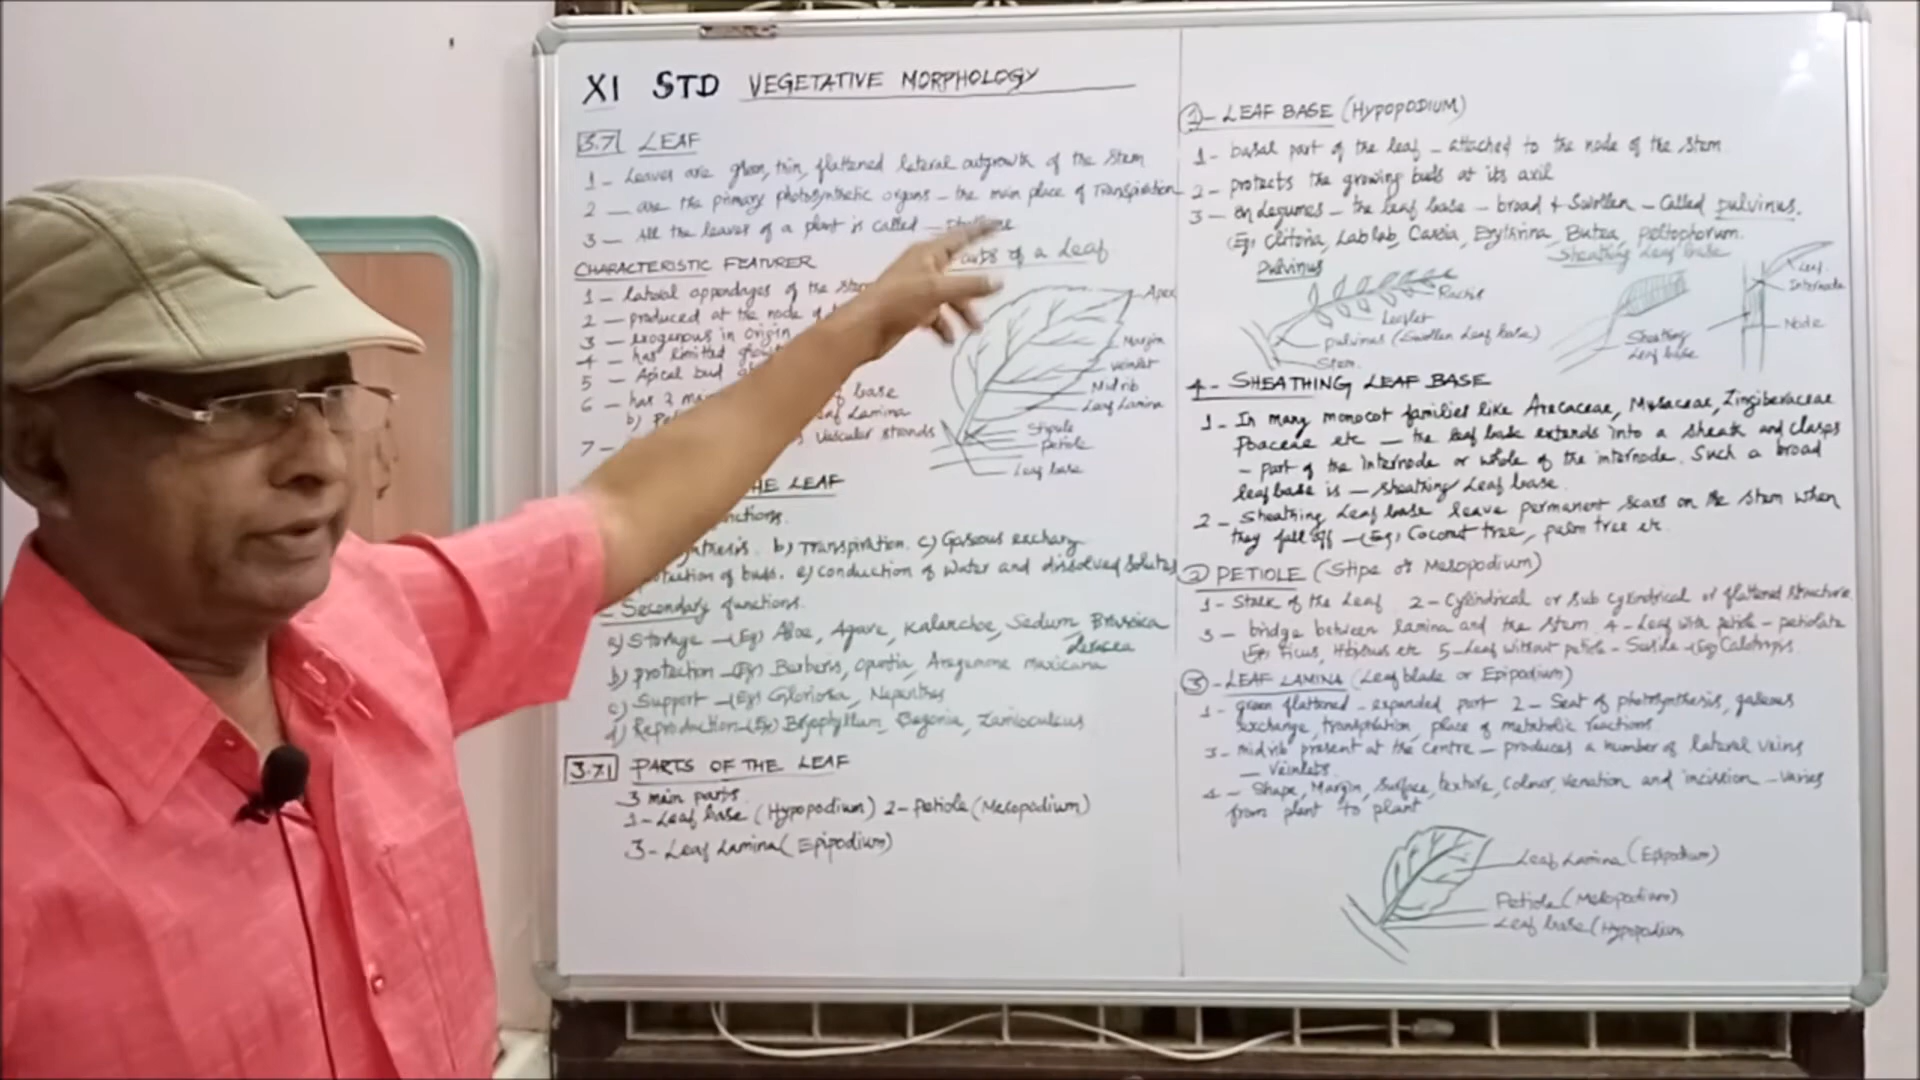 XI STD VEGETATIVE MORPHOLOGY
3.7 LEAF
1 - Leaves are green, thin, flattened lateral outgrowth of the stem
2 - are the primary photosynthetic organs - the main place of Transpiration
3 - All the leaves of a plant is called -
CHARACTERISTIC FEATURER
1 - lateral appendages of the stem
2 - produced at the node of
3 - exogenous in origin
4 - has limited
5 - Apical bud
6 - has 3 base
b) Leaf Lamina
7 - vascular strands
Parts of a Leaf
Apex
Margin
veinlet
Midrib
Leaf Lamina
Stipule
petiole
Leaf base
THE LEAF
b) Transpiration. c) Gaseous exchang
of buds. e) conduction of water and dissolved solutes
Secondary functions.
a) Storage - (Eg) Aloe, Agave, Kalanchoe, Sedum, Brassica
b) protection - (Eg) Berberis, opuntia, Aregemone maxicana
c) Support - (Eg) Gloriosa, Nepenthes
d) Reproduction - (Eg) Bryophyllum, Begonia, Zamioculcus
3.7.1 PARTS OF THE LEAF
3 main parts.
1 - Leaf base (Hypopodium) 2 - Petiole (Mesopodium)
3 - Leaf Lamina (Epipodium)
1 - LEAF BASE (HYPOPODIUM)
1 - basal part of the leaf - attached to the node of the stem
2 - protects the growing buds at its axil
3 - In Legumes - the leaf base - broad & Swollen - Called pulvinus.
(Eg) Clitoria, Lab lab, Cassia, Erythrina, Butea, peltophorum.
Pulvinus
Rachis
Leaflet
pulvinus (Swollen Leaf base)
Stem
Sheathing Leaf base
Sheathing
Leaf base
Leaf
Internode
Node
4 - SHEATHING LEAF BASE
1 - In many monocot families like Arecaceae, Musaceae, Zingiberaceae
Poaceae etc - the leaf base extends into a sheath and clasps
- part of the internode or whole of the internode. Such a broad
leaf base is - sheathing Leaf base.
2 - Sheathing Leaf base leave permanent scars on the stem when
they fall off - (Eg) Coconut tree, palm tree etc.
2 PETIOLE (Stipe or Mesopodium)
1 - Stalk of the Leaf 2 - Cylindrical or sub cylindrical or flattened structure
3 - bridge between lamina and the stem 4 - Leaf with petiole - petiolate
(Eg) Ficus, Hibiscus etc 5 - Leaf without petiole - Sessile (Eg) Calotropis
3 - LEAF LAMINA (Leaf blade or Epipodium)
1 - green flattened - expanded part 2 - Seat of photosynthesis, gaseous
exchange, transpiration, place of metabolic reactions
3 - midrib present at the centre - produces a number of lateral veins
- veinlets
4 - Shape, Margin, Surface, texture, Colour, venation and incision - varies
from plant to plant
Leaf Lamina (Epipodium)
Petiole (Mesopodium)
Leaf base (Hypopodium